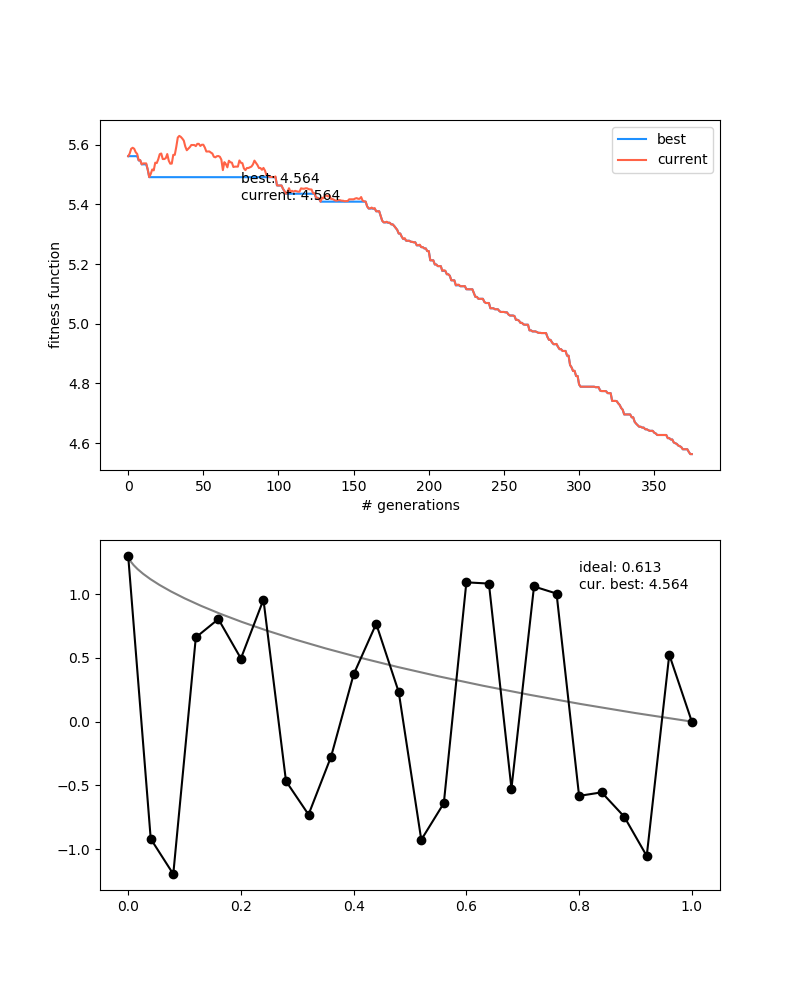 5.6
5.4
5.2
5.0
4.8
4.6
fitness function
best
current
best: 4.564
current: 4.564
0 50 100 150 200 250 300 350
# generations
1.0
0.5
0.0
−0.5
−1.0
ideal: 0.613
cur. best: 4.564
0.0 0.2 0.4 0.6 0.8 1.0